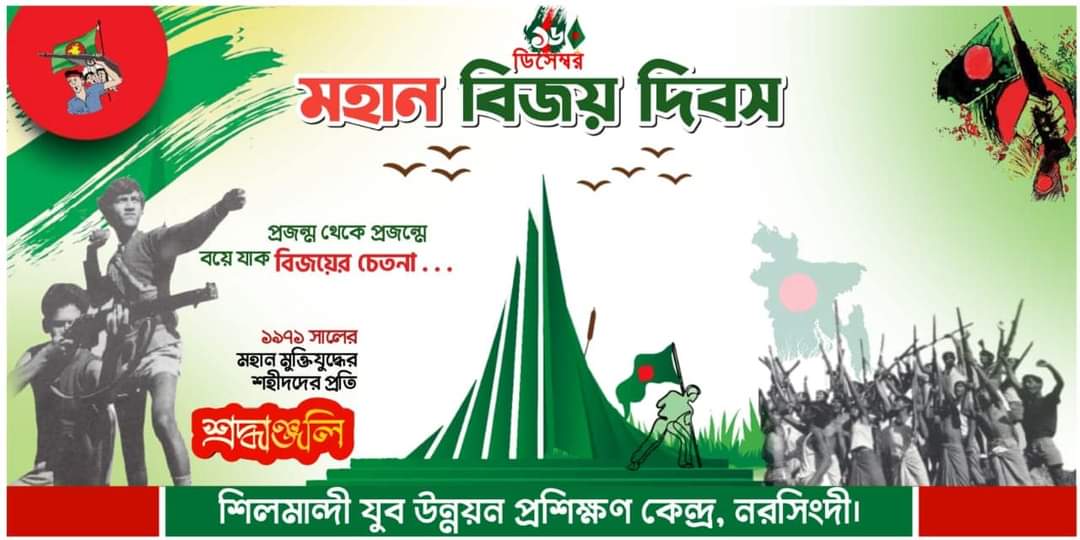 ১৬
ডিসেম্বর
মহান বিজয় দিবস
প্রজন্ম থেকে প্রজন্মে
বয়ে যাক বিজয়ের চেতনা...
১৯৭১ সালের
মহান মুক্তিযুদ্ধের
শহীদদের প্রতি
শ্রদ্ধাঞ্জলি
শিলমান্দী যুব উন্নয়ন প্রশিক্ষণ কেন্দ্র, নরসিংদী।